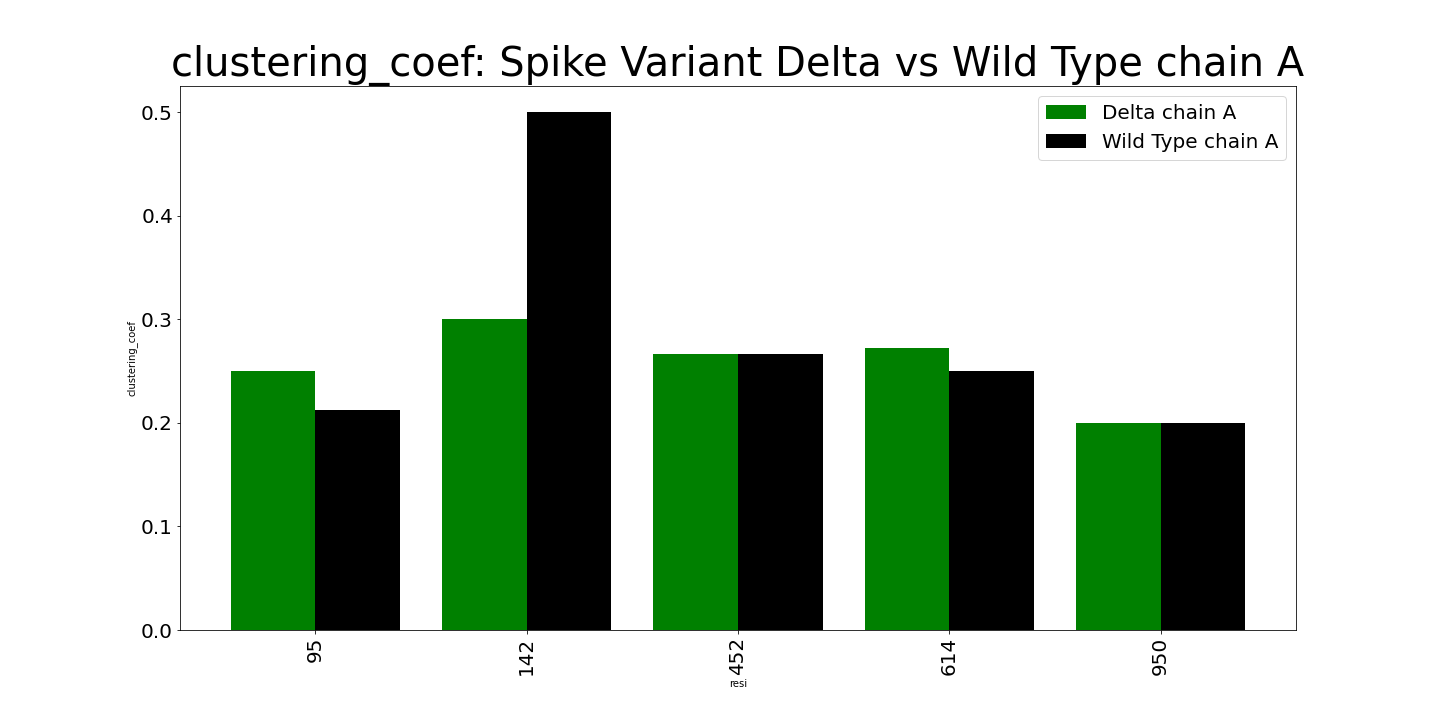 clustering_coef: Spike Variant Delta vs Wild Type chain A
Delta chain A
Wild Type chain A
0.5
0.4
0.3
0.2
0.1
0.0
clustering_coef
95
142
452
614
950
resi